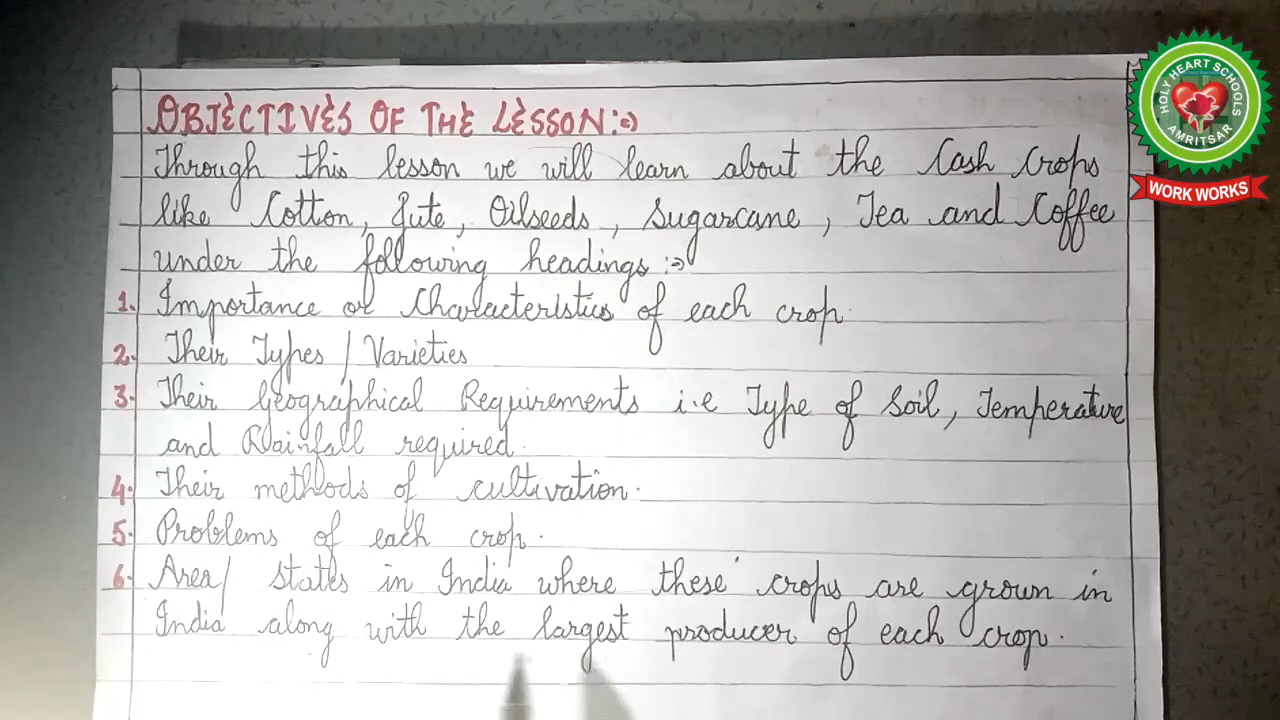 OBJECTIVES OF THE LESSON:->
Through this lesson we will learn about the Cash Crops
like Cotton, Jute, Oilseeds, Sugarcane, Tea and Coffee
under the following headings:->
1. Importance or Characteristics of each crop.
2. Their Types/Varieties
3. Their Geographical Requirements i.e Type of Soil, Temperature
and Rainfall required.
4. Their methods of cultivation.
5. Problems of each crop.
6. Area/ states in India where these crops are grown in
India along with the largest producer of each crop.
HOLY HEART SCHOOLS
AMRITSAR
WORK WORKS